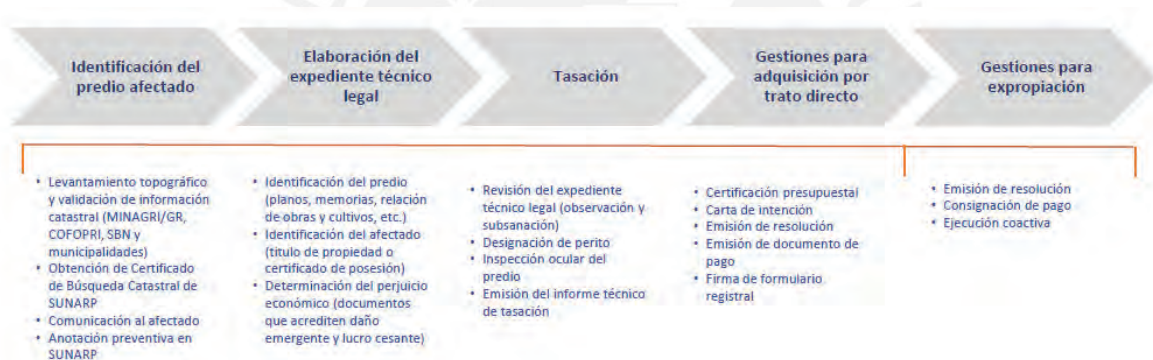 Identificación del
predio afectado
Elaboración del
expediente técnico
legal
Tasación
Gestiones para
adquisición por
trato directo
Gestiones para
expropiación
• Levantamiento topográfico
y validación de información
catastral (MINAGRI/GR,
COFOPRI, SBN y
municipalidades)
• Obtención de Certificado
de Búsqueda Catastral de
SUNARP
• Comunicación al afectado
• Anotación preventiva en
SUNARP
• Identificación del predio
(planos, memorias, relación
de obras y cultivos, etc.)
• Identificación del afectado
(titulo de propiedad o
certificado de posesión)
• Determinación del perjuicio
económico (documentos
que acrediten daño
emergente y lucro cesante)
• Revisión del expediente
técnico legal (observación y
subsanación)
• Designación de perito
• Inspección ocular del
predio
• Emisión del informe técnico
de tasación
• Certificación presupuestal
• Carta de intención
• Emisión de resolución
• Emisión de documento de
pago
• Firma de formulario
registral
• Emisión de resolución
• Consignación de pago
• Ejecución coactiva